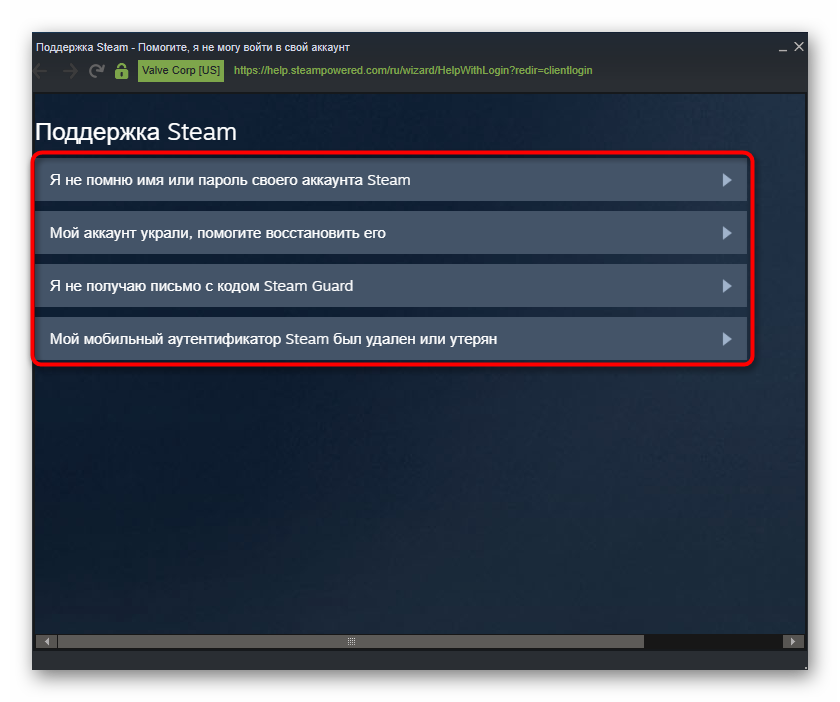 Поддержка Steam - Помогите, я не могу войти в свой аккаунт
Valve Corp [US] https://help.steampowered.com/ru/wizard/HelpWithLogin?redir=clientlogin
Поддержка Steam
Я не помню имя или пароль своего аккаунта Steam
Мой аккаунт украли, помогите восстановить его
Я не получаю письмо с кодом Steam Guard
Мой мобильный аутентификатор Steam был удален или утерян